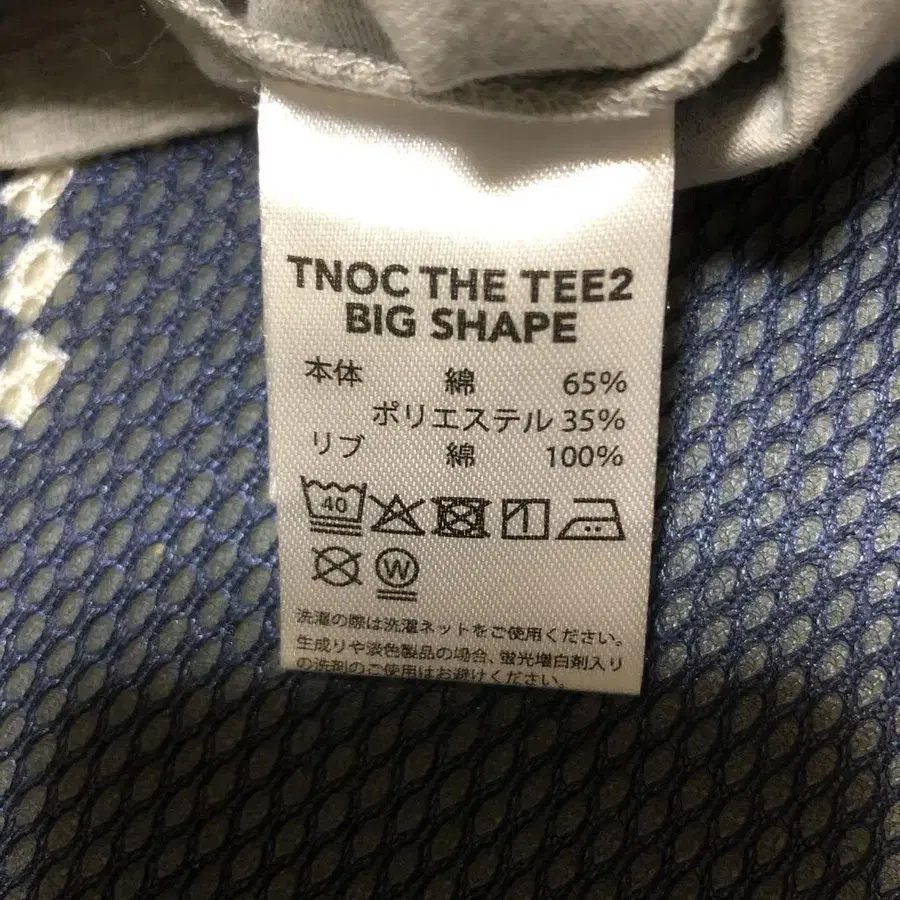 TNOC THE TEE2
BIG SHAPE
本体 綿 65%
ポリエステル 35%
リブ 綿 100%
40
W
洗濯の際は洗濯ネットをご使用ください。
生成りや淡色製品の場合、蛍光増白剤入り
の洗剤のご使用はお避けください。